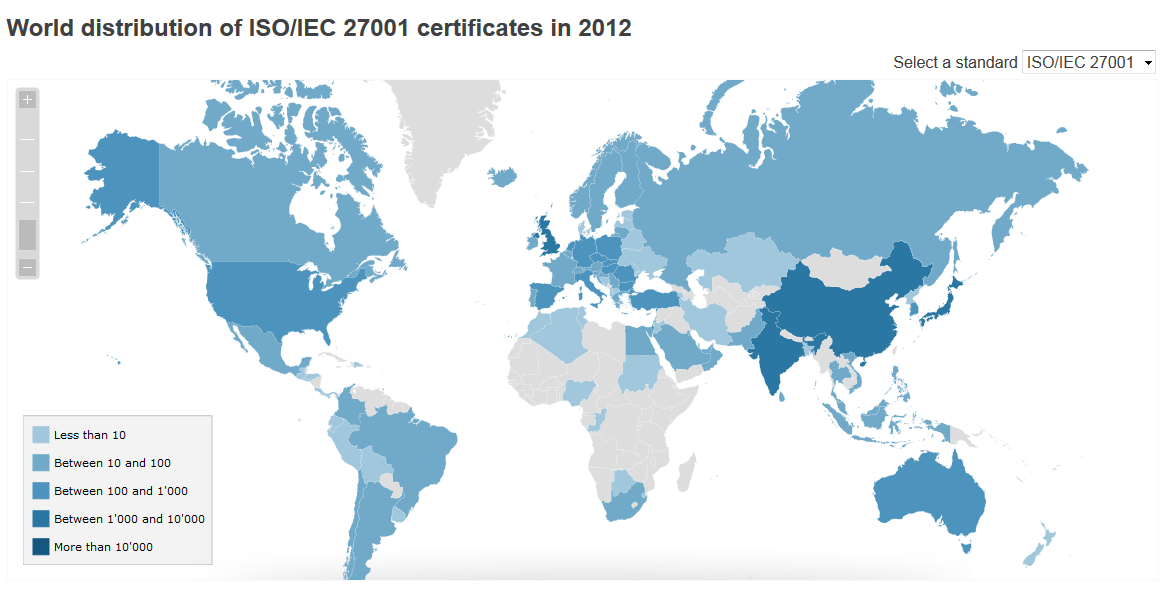 World distribution of ISO/IEC 27001 certificates in 2012
Select a standard ISO/IEC 27001
+
−
Less than 10
Between 10 and 100
Between 100 and 1'000
Between 1'000 and 10'000
More than 10'000